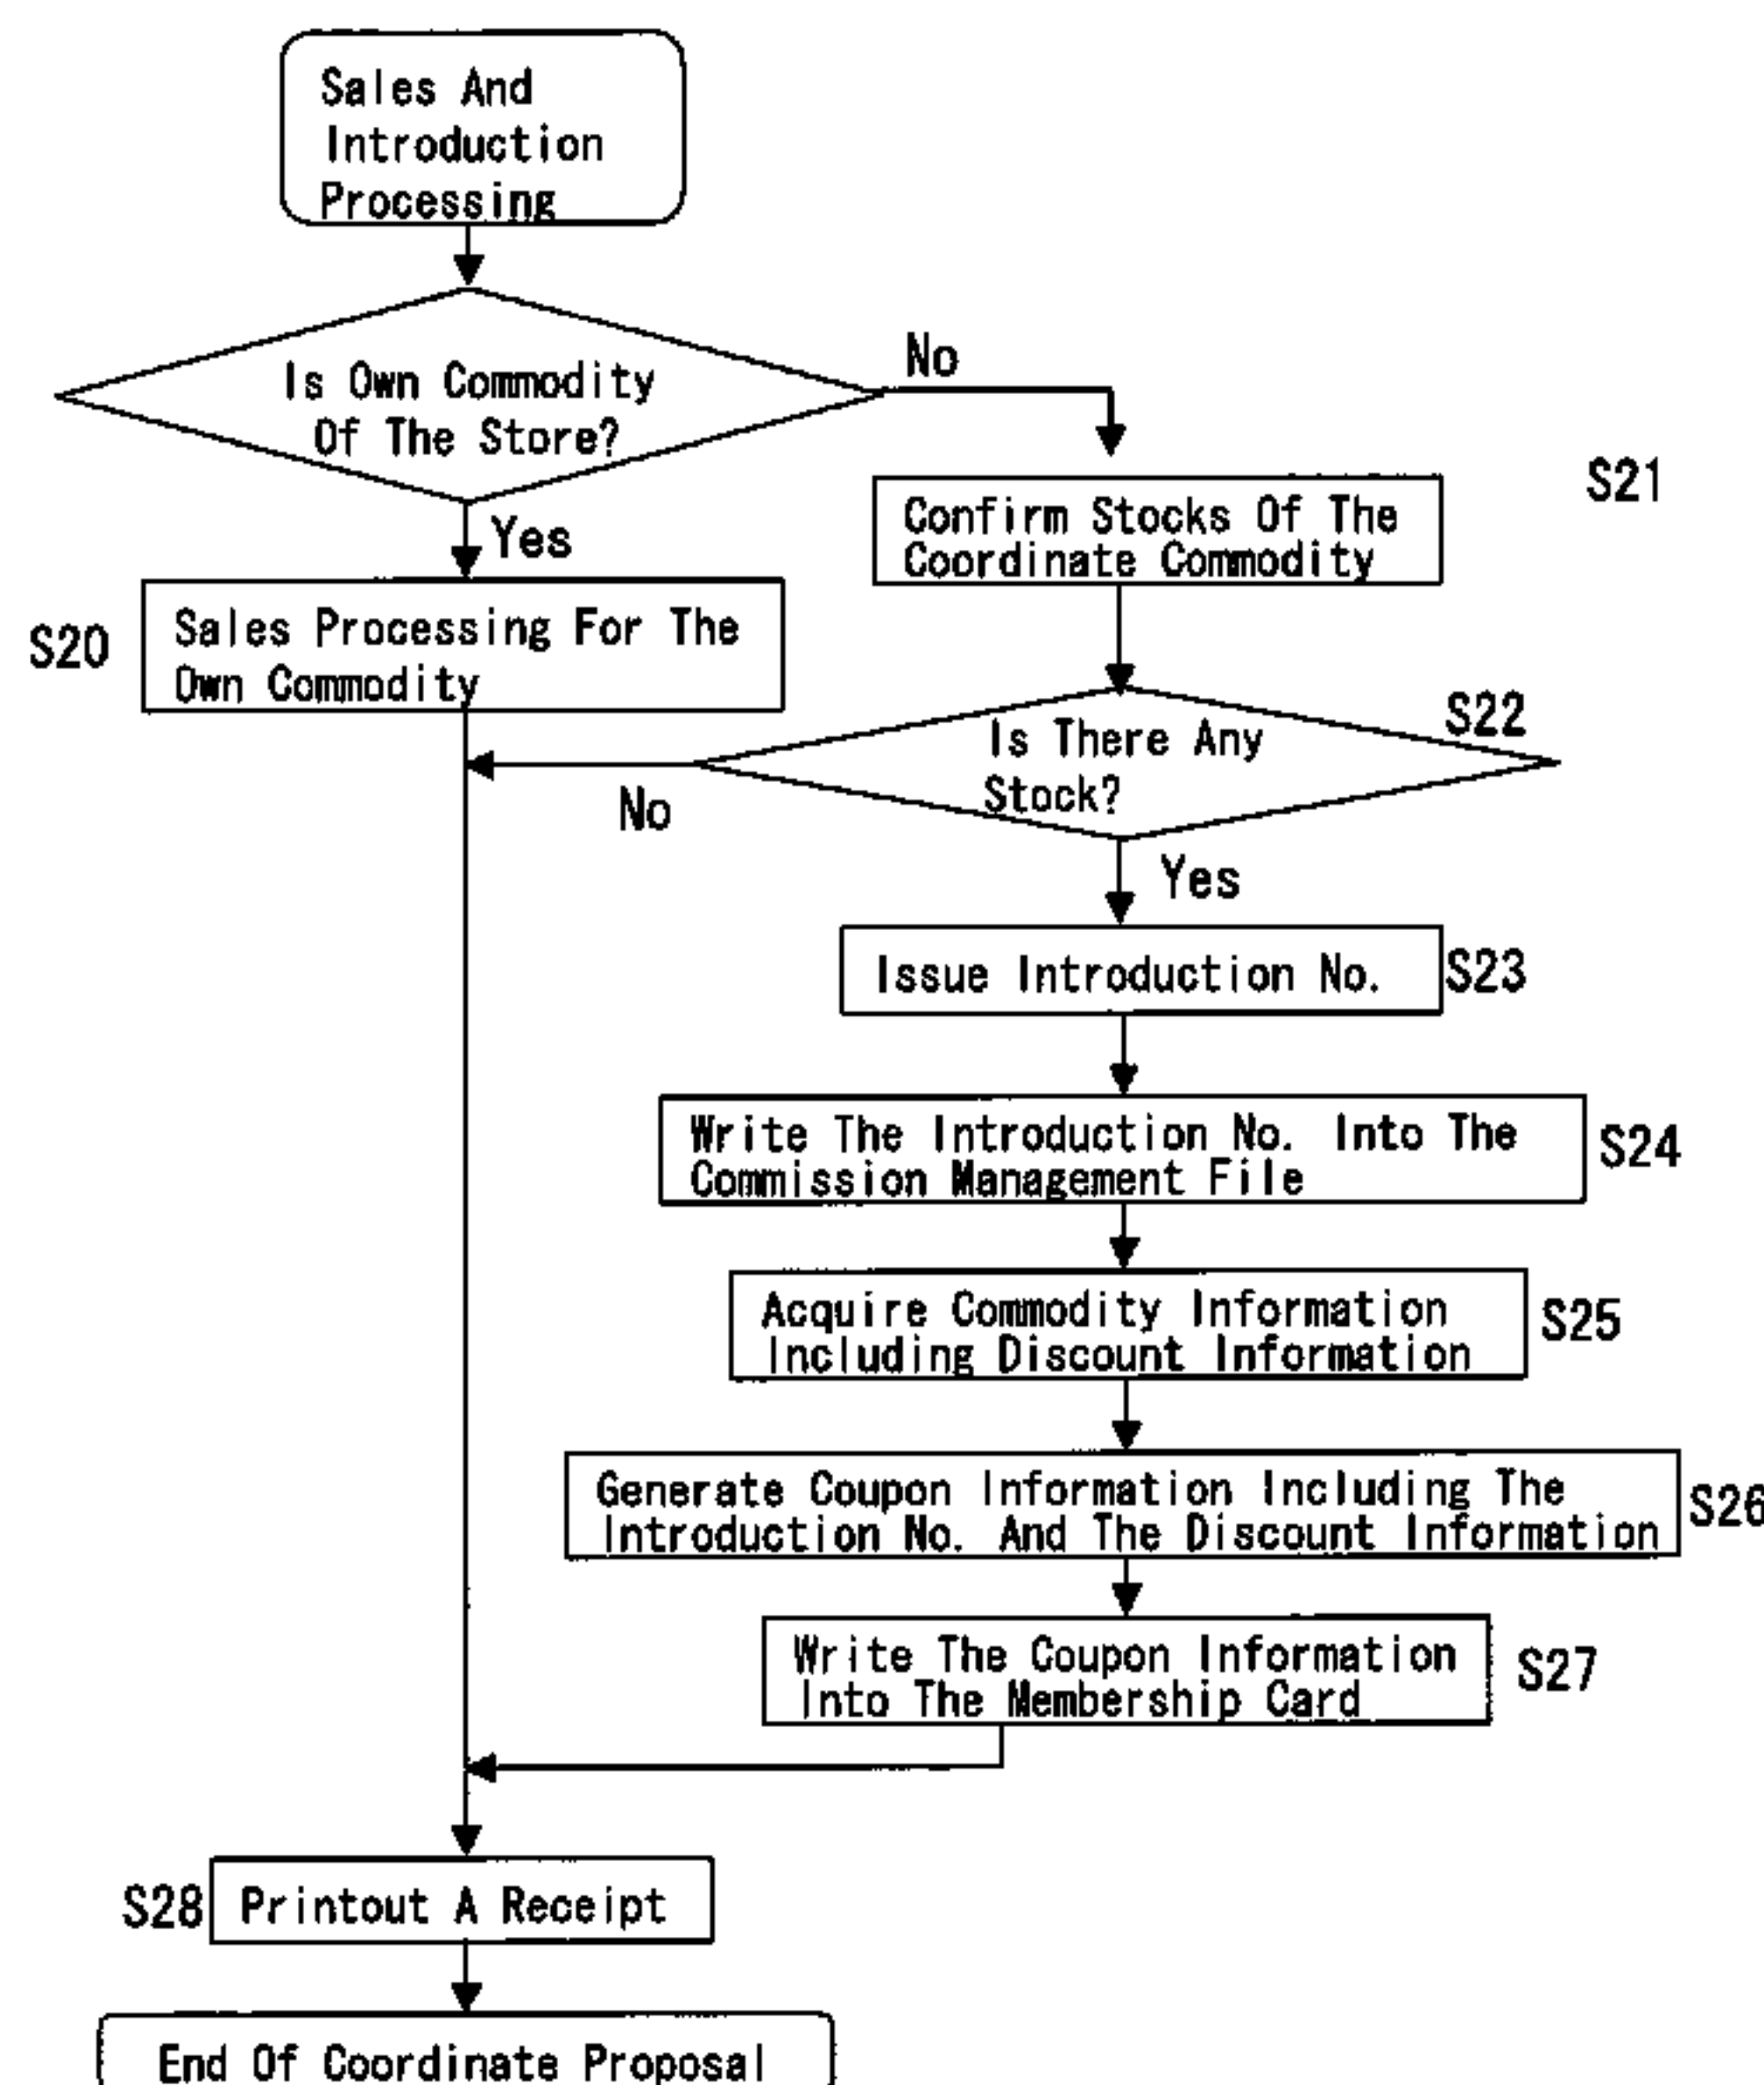 Sales And
Introduction
Processing
Is Own Commodity
Of The Store?
No
Yes
S21
Confirm Stocks Of The
Coordinate Commodity
S20
Sales Processing For The
Own Commodity
S22
Is There Any
Stock?
No
Yes
Issue Introduction No.
S23
Write The Introduction No. Into The
Commission Management File
S24
Acquire Commodity Information
Including Discount Information
S25
Generate Coupon Information Including The
Introduction No. And The Discount Information
S26
Write The Coupon Information
Into The Membership Card
S27
S28
Printout A Receipt
End Of Coordinate Proposal